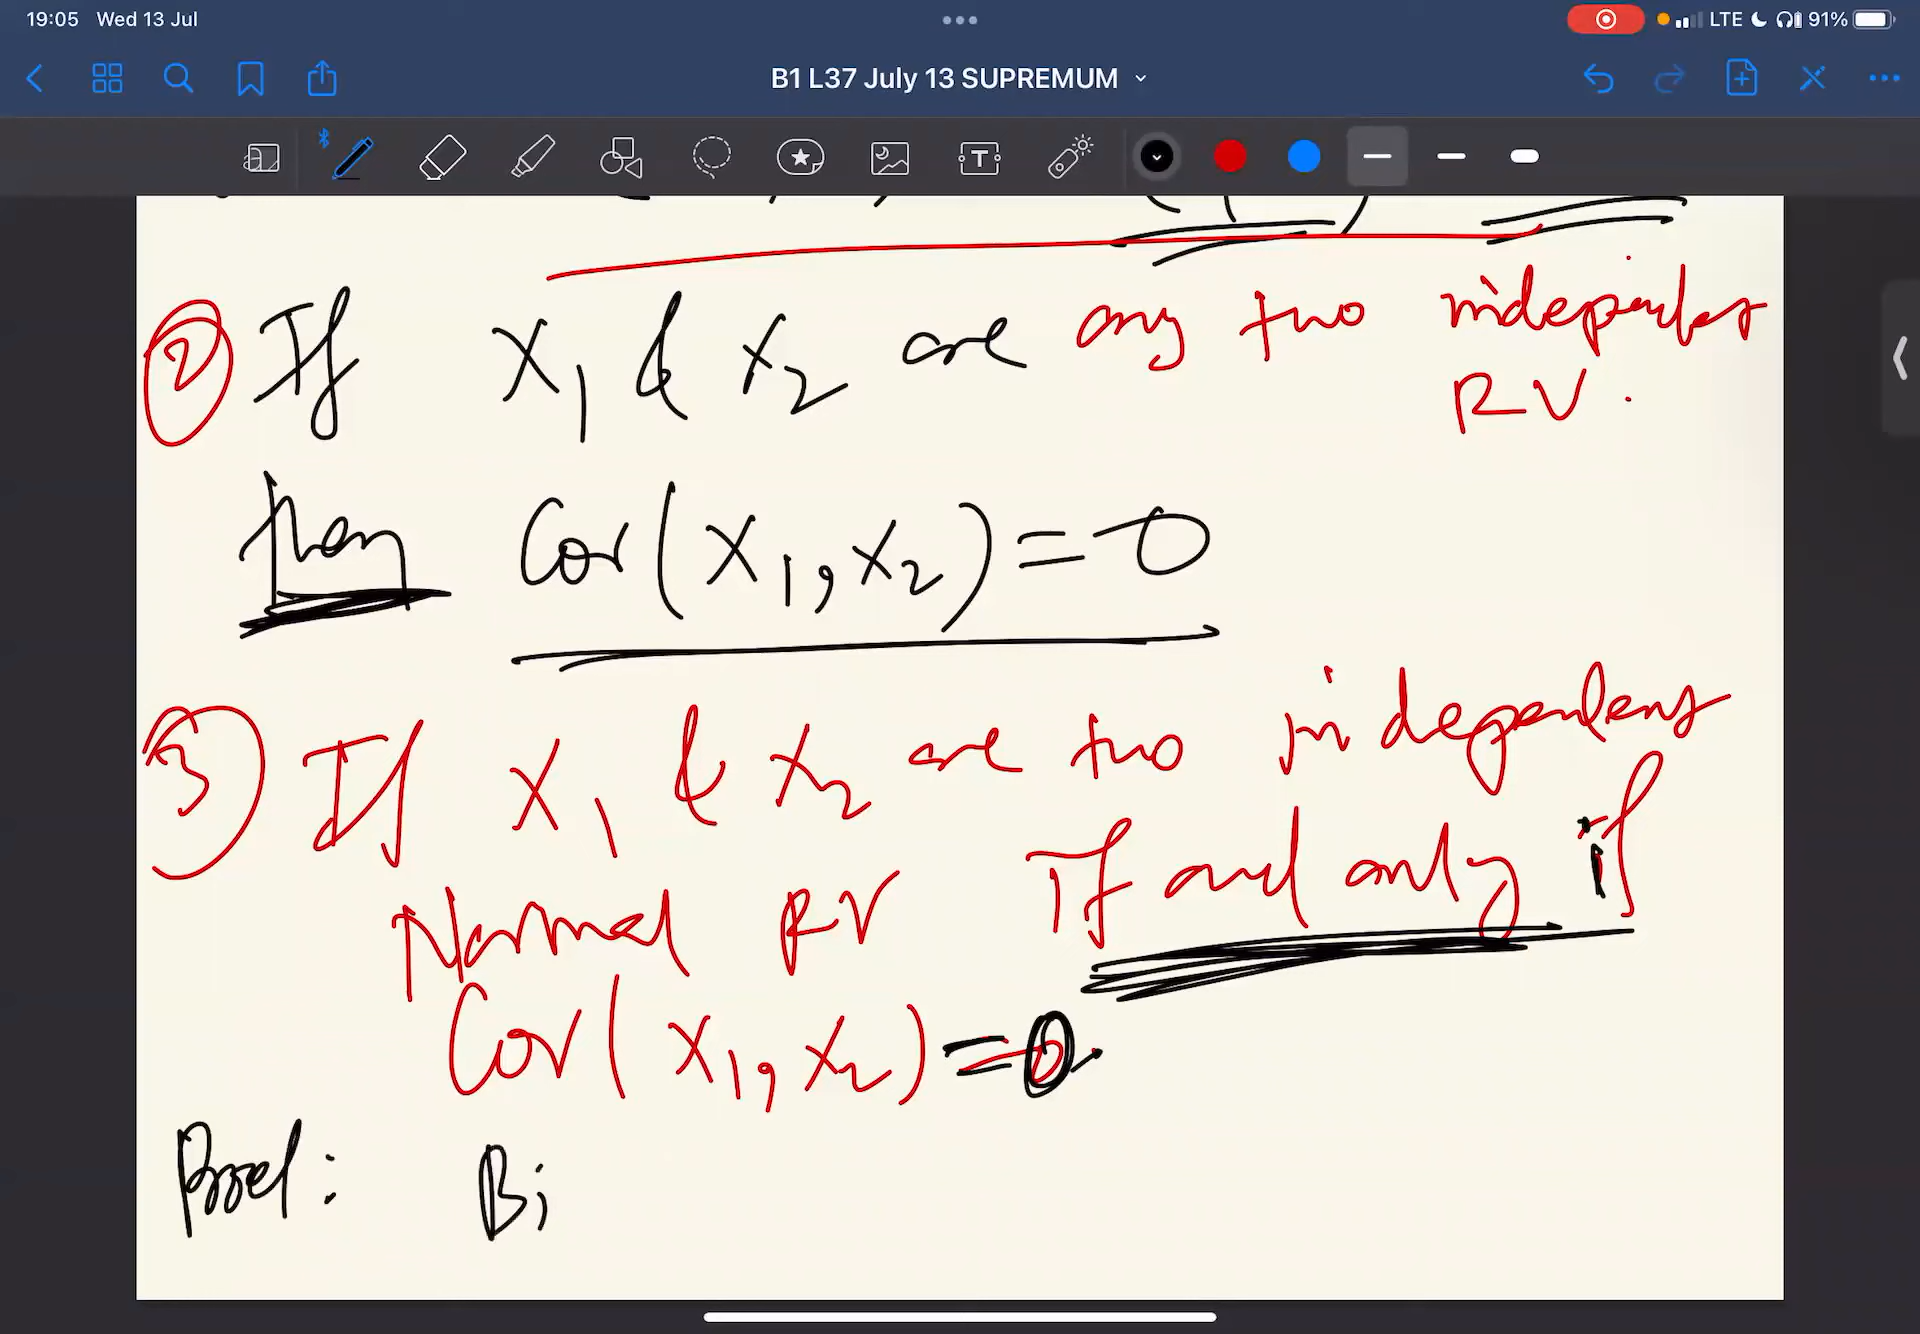 19:05 Wed 13 Jul
LTE 91%
B1 L37 July 13 SUPREMUM
② If X₁ & X₂ are any two independent
RV.
then Cov(X₁, X₂) = 0
③ If X₁ & X₂ are two independent
Normal RV If and only if
Cov(X₁, X₂) = 0.
Proof: Bi